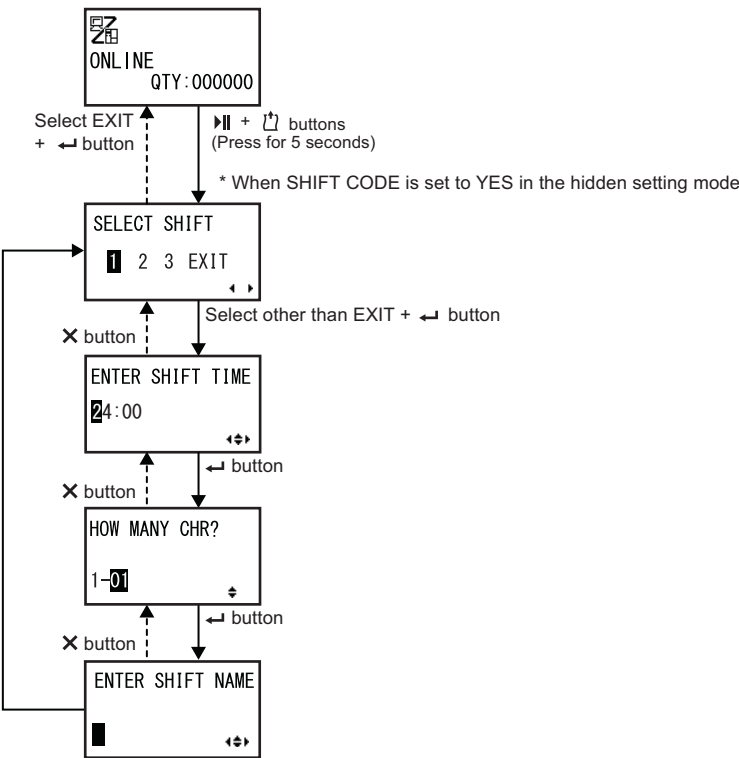 ONLINE
QTY:000000
Select EXIT
+ ↵ button
⏯ + buttons
(Press for 5 seconds)
* When SHIFT CODE is set to YES in the hidden setting mode
SELECT SHIFT
1 2 3 EXIT
Select other than EXIT + ↵ button
✕ button
ENTER SHIFT TIME
24:00
↵ button
✕ button
HOW MANY CHR?
1-01
↵ button
✕ button
ENTER SHIFT NAME